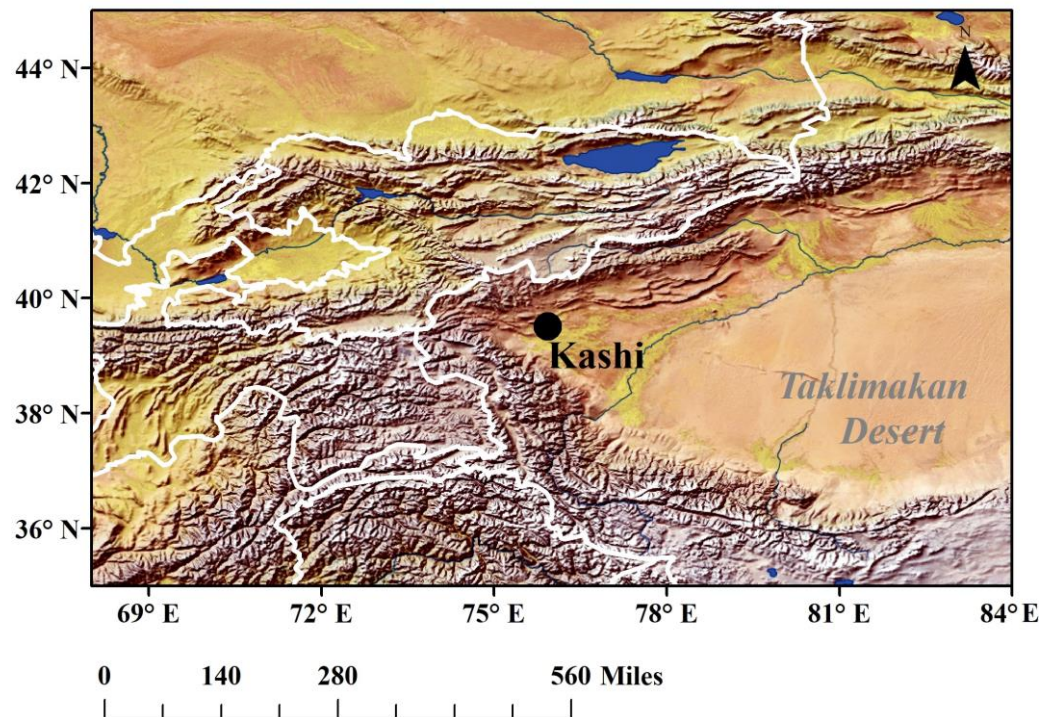 N
44° N
42° N
40° N
38° N
36° N
Kashi
Taklimakan
Desert
69° E 72° E 75° E 78° E 81° E 84° E
0 140 280 560 Miles